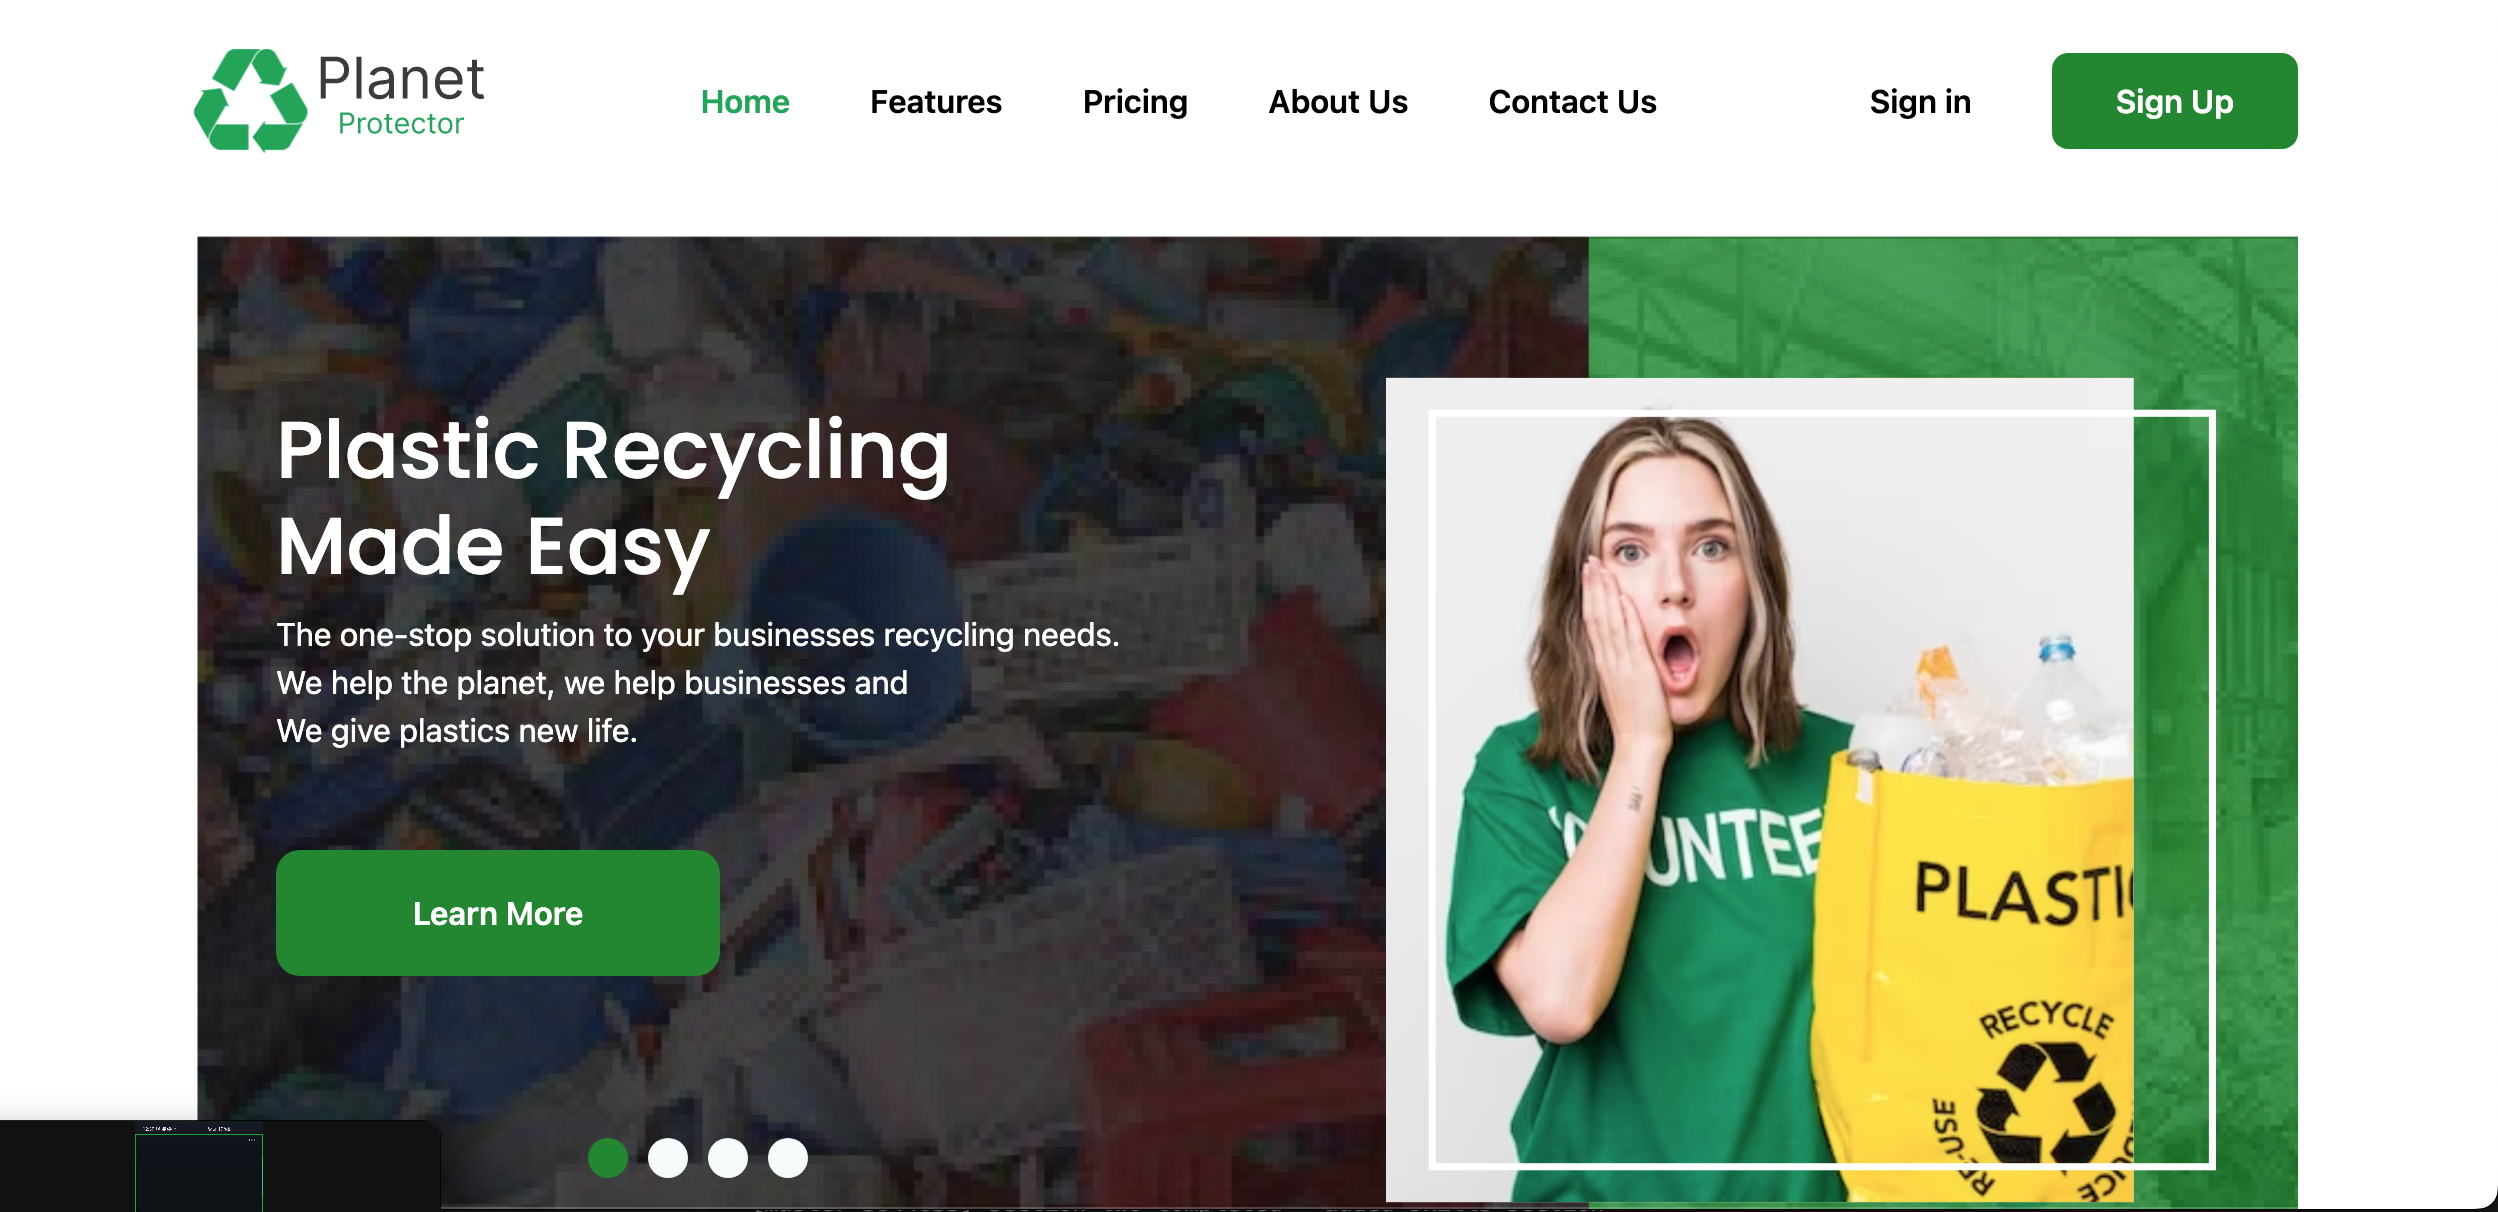 Planet
Protector
Home Features Pricing About Us Contact Us Sign in Sign Up
Plastic Recycling
Made Easy
The one-stop solution to your businesses recycling needs.
We help the planet, we help businesses and
We give plastics new life.
Learn More
UNTEE
PLASTIC
RECYCLE
RE-USE